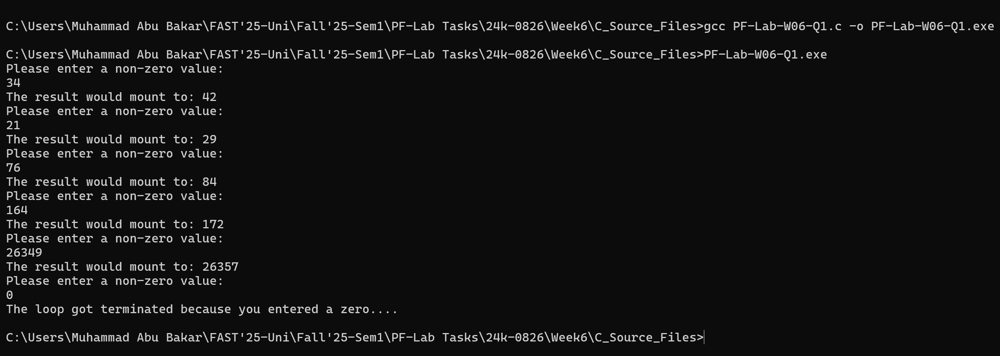 C:\Users\Muhammad Abu Bakar\FAST'25-Uni\Fall'25-Sem1\PF-Lab Tasks\24k-0826\Week6\C_Source_Files>gcc PF-Lab-W06-Q1.c -o PF-Lab-W06-Q1.exe
C:\Users\Muhammad Abu Bakar\FAST'25-Uni\Fall'25-Sem1\PF-Lab Tasks\24k-0826\Week6\C_Source_Files>PF-Lab-W06-Q1.exe
Please enter a non-zero value:
34
The result would mount to: 42
Please enter a non-zero value:
21
The result would mount to: 29
Please enter a non-zero value:
76
The result would mount to: 84
Please enter a non-zero value:
164
The result would mount to: 172
Please enter a non-zero value:
26349
The result would mount to: 26357
Please enter a non-zero value:
0
The loop got terminated because you entered a zero....
C:\Users\Muhammad Abu Bakar\FAST'25-Uni\Fall'25-Sem1\PF-Lab Tasks\24k-0826\Week6\C_Source_Files>